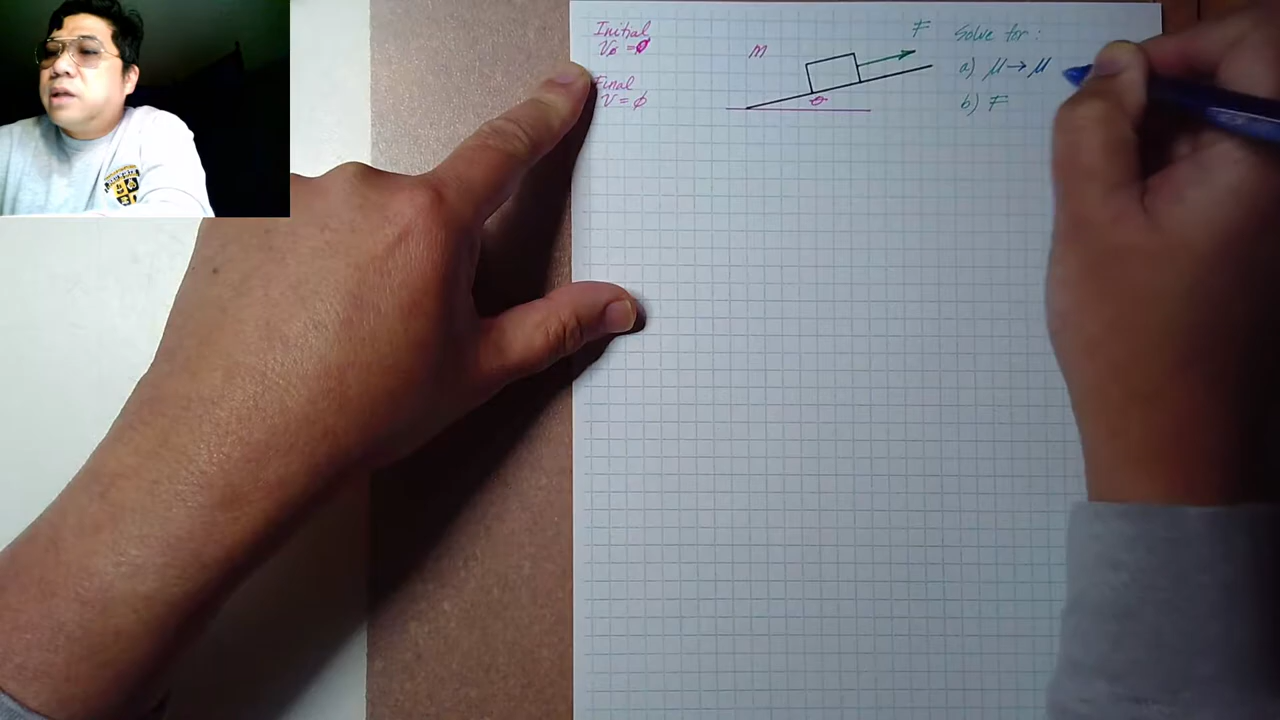 Initial
V₀ = ϕ
Final
V = ϕ
m
θ
F
Solve for:
a) μ → μ
b) F